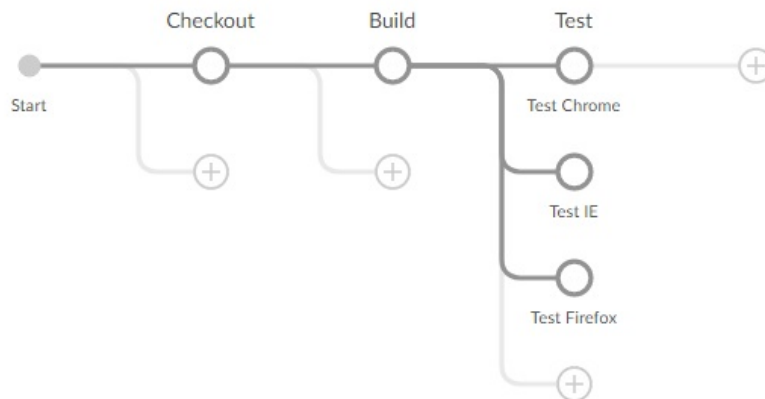 Checkout
Build
Test
Start
Test Chrome
Test IE
Test Firefox